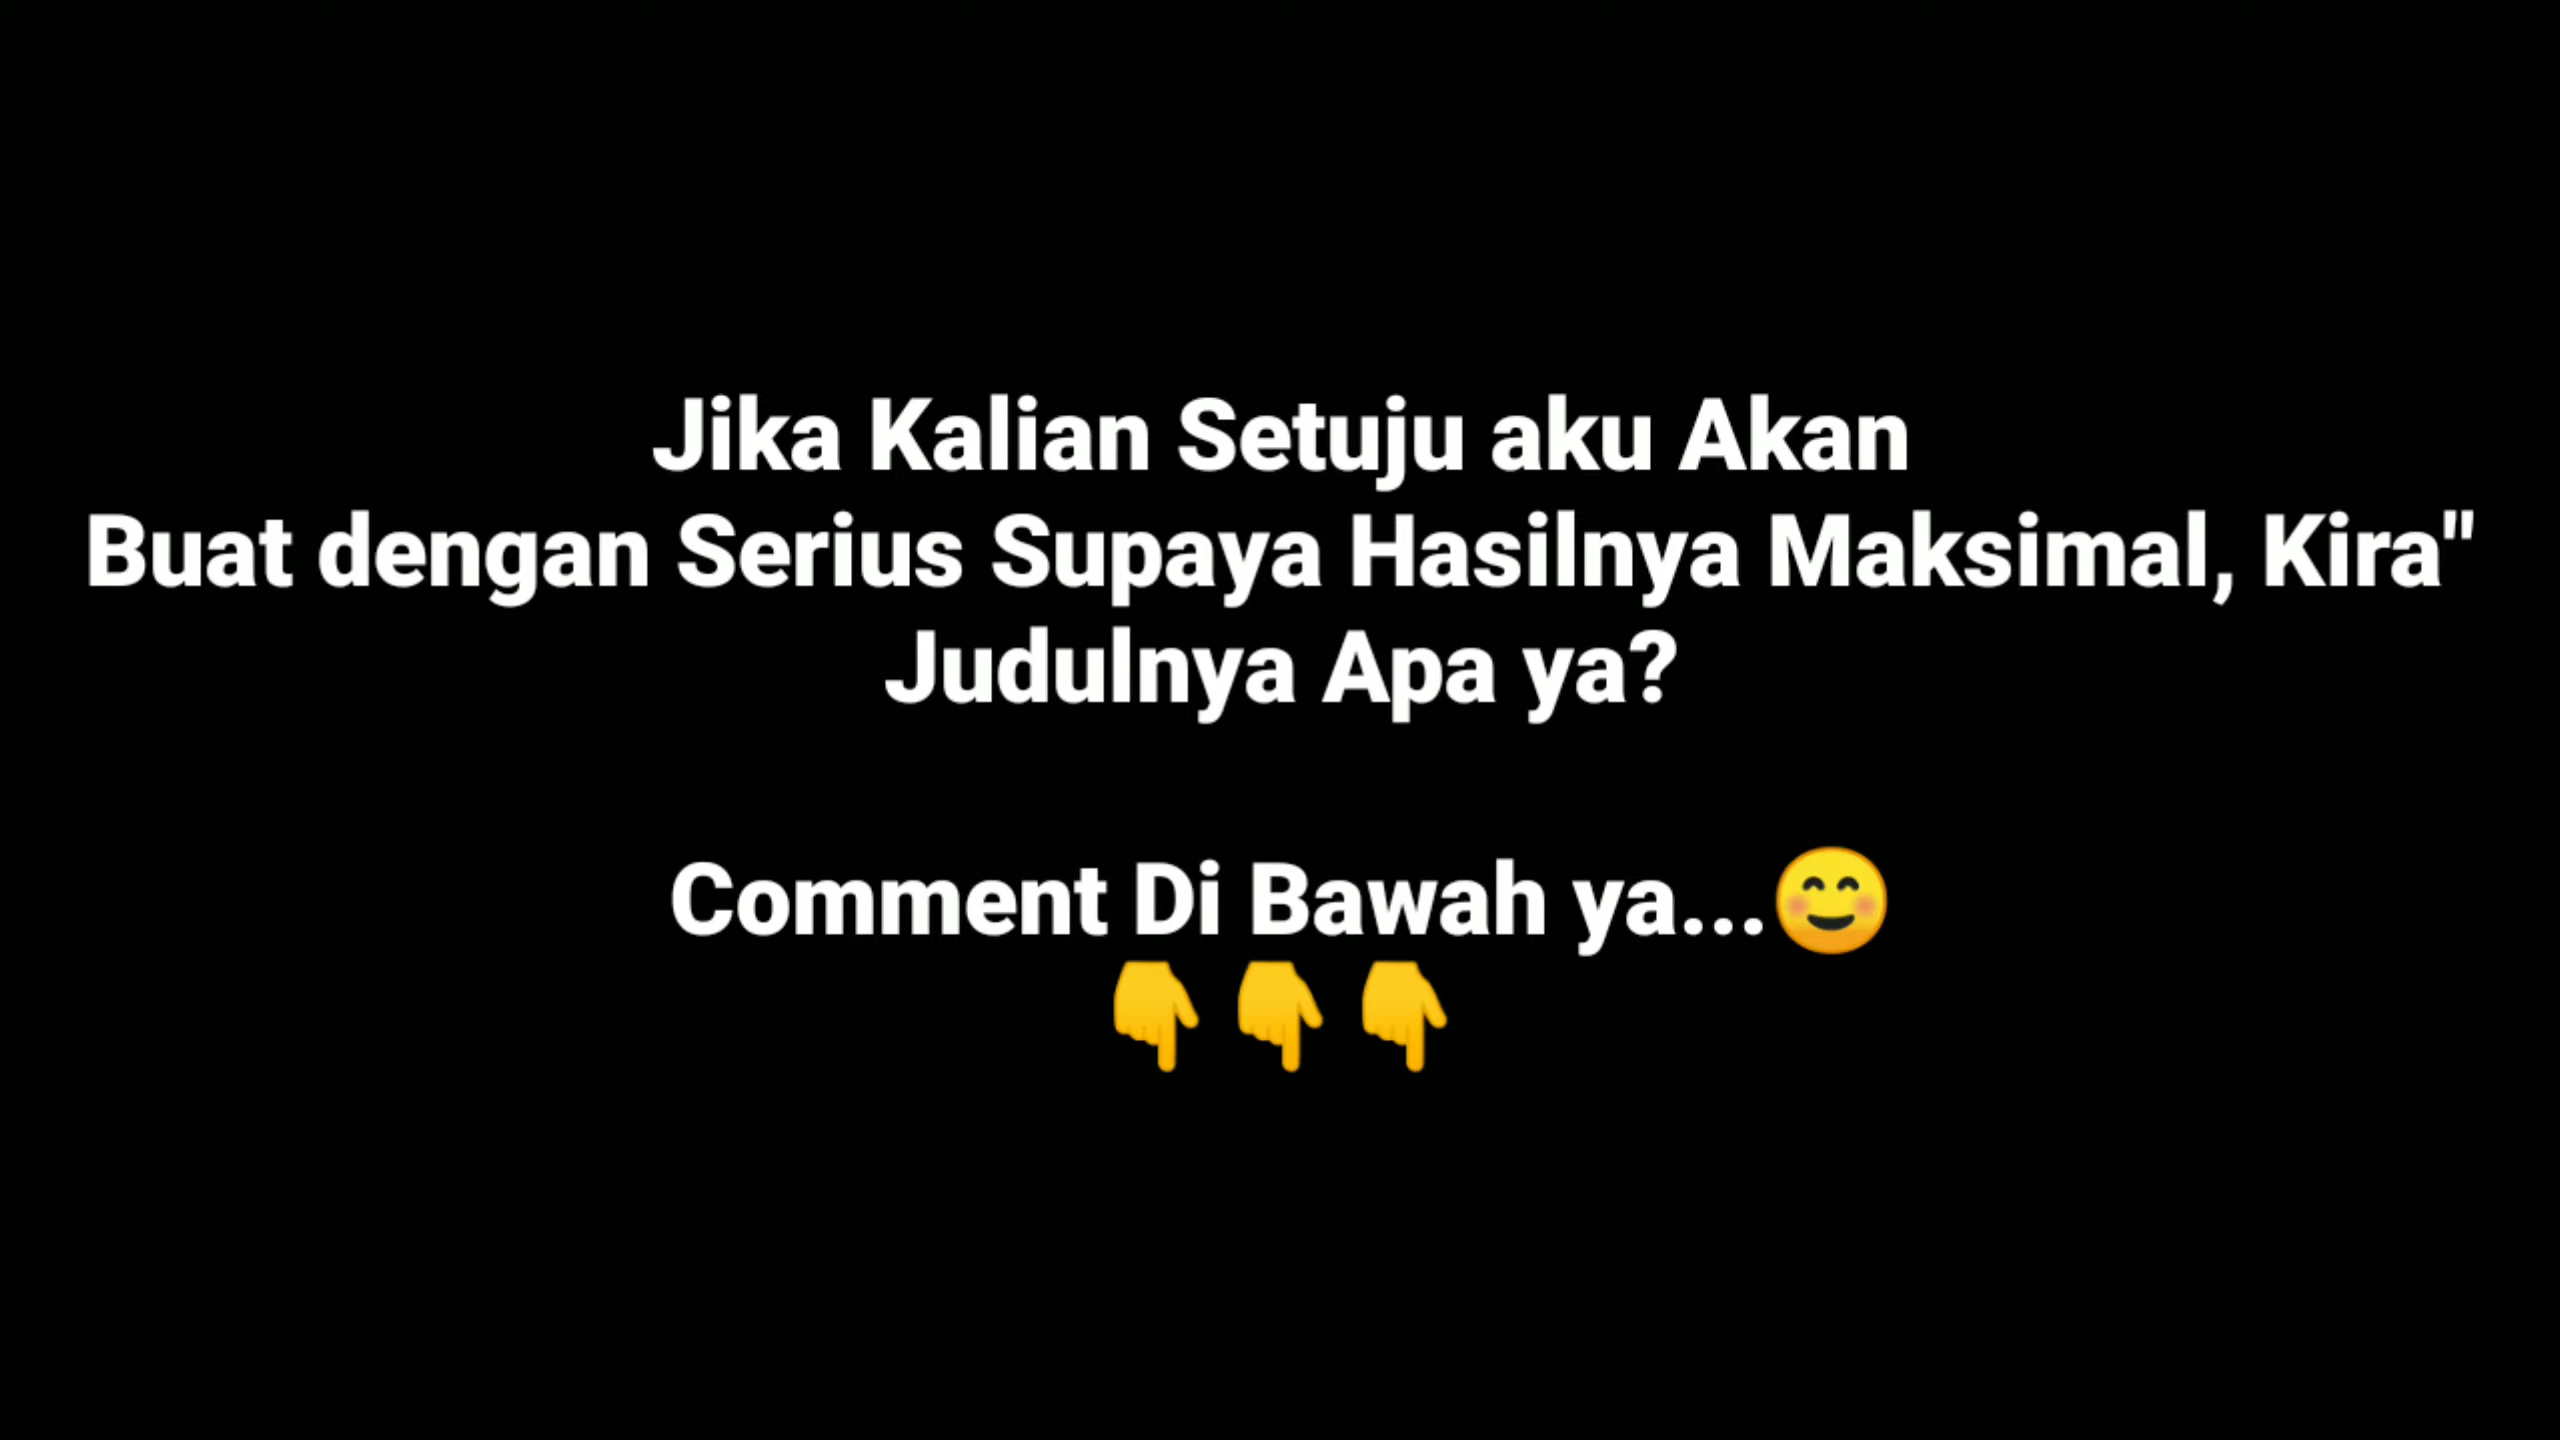 Jika Kalian Setuju aku Akan
Buat dengan Serius Supaya Hasilnya Maksimal, Kira"
Judulnya Apa ya?
Comment Di Bawah ya...😊
👇👇👇